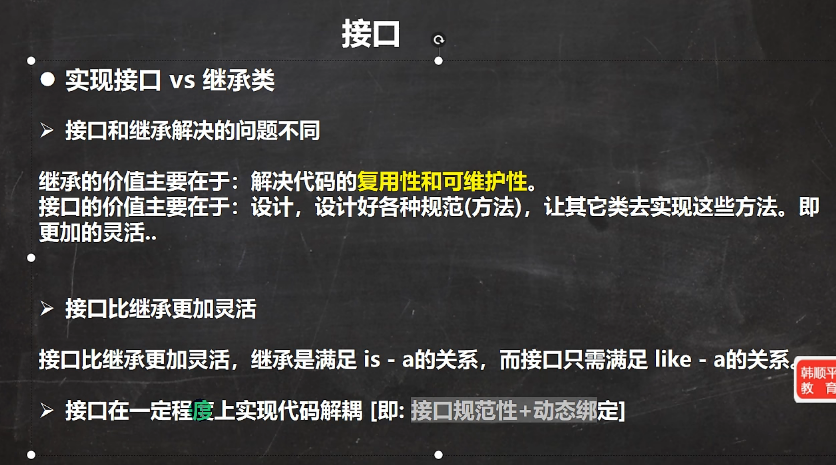 接口
● 实现接口 vs 继承类
➢ 接口和继承解决的问题不同
继承的价值主要在于：解决代码的复用性和可维护性。
接口的价值主要在于：设计，设计好各种规范(方法)，让其它类去实现这些方法。即
更加的灵活..
➢ 接口比继承更加灵活
接口比继承更加灵活，继承是满足 is - a的关系，而接口只需满足 like - a的关系。
➢ 接口在一定程度上实现代码解耦 [即: 接口规范性+动态绑定]
韩顺平
教 育